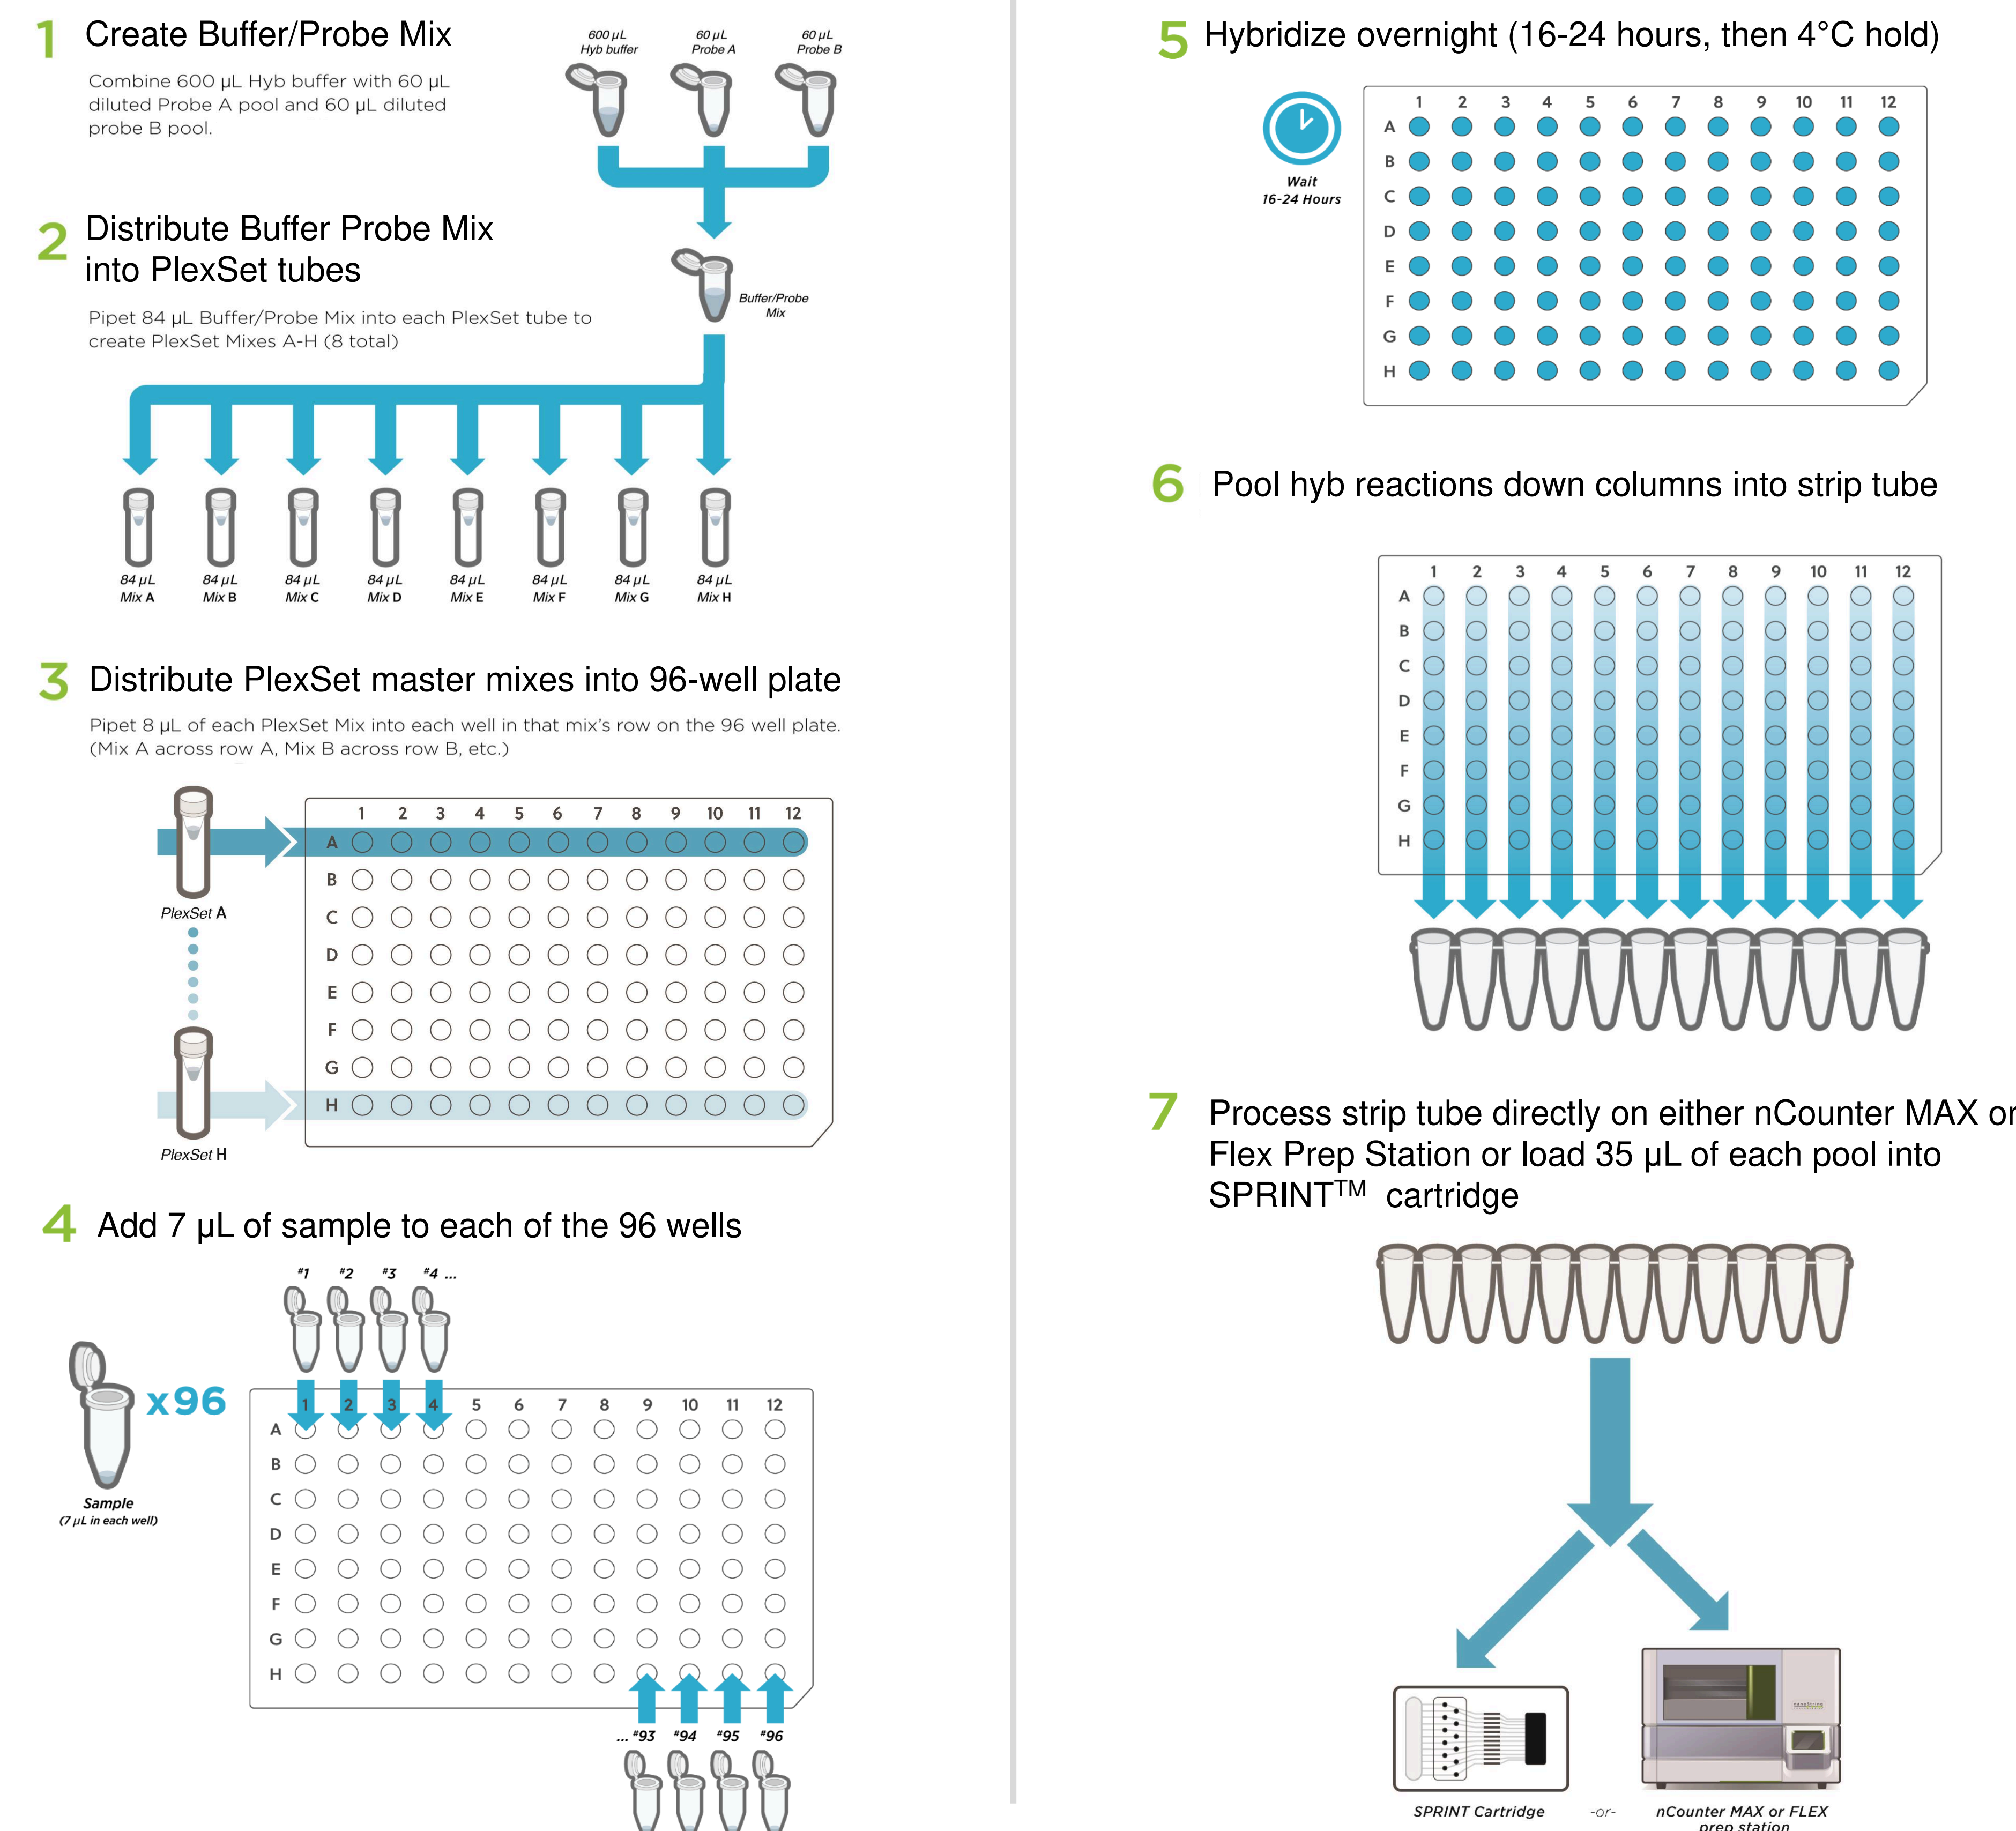 1 Create Buffer/Probe Mix
Combine 600 µL Hyb buffer with 60 µL
diluted Probe A pool and 60 µL diluted
probe B pool.
600 µL
Hyb buffer
60 µL
Probe A
60 µL
Probe B
2 Distribute Buffer Probe Mix
into PlexSet tubes
Pipet 84 µL Buffer/Probe Mix into each PlexSet tube to
create PlexSet Mixes A-H (8 total)
Buffer/Probe
Mix
84 µL 84 µL 84 µL 84 µL 84 µL 84 µL 84 µL 84 µL
Mix A Mix B Mix C Mix D Mix E Mix F Mix G Mix H
3 Distribute PlexSet master mixes into 96-well plate
Pipet 8 µL of each PlexSet Mix into each well in that mix's row on the 96 well plate.
(Mix A across row A, Mix B across row B, etc.)
1 2 3 4 5 6 7 8 9 10 11 12
A
B
C
D
E
F
G
H
PlexSet A
PlexSet H
4 Add 7 µL of sample to each of the 96 wells
#1 #2 #3 #4 ...
x96
Sample
(7 µL in each well)
1 2 3 4 5 6 7 8 9 10 11 12
A
B
C
D
E
F
G
H
... #93 #94 #95 #96
5 Hybridize overnight (16-24 hours, then 4°C hold)
Wait
16-24 Hours
1 2 3 4 5 6 7 8 9 10 11 12
A
B
C
D
E
F
G
H
6 Pool hyb reactions down columns into strip tube
1 2 3 4 5 6 7 8 9 10 11 12
A
B
C
D
E
F
G
H
7 Process strip tube directly on either nCounter MAX or
Flex Prep Station or load 35 µL of each pool into
SPRINT™ cartridge
nanoString
SPRINT Cartridge -or- nCounter MAX or FLEX
prep station